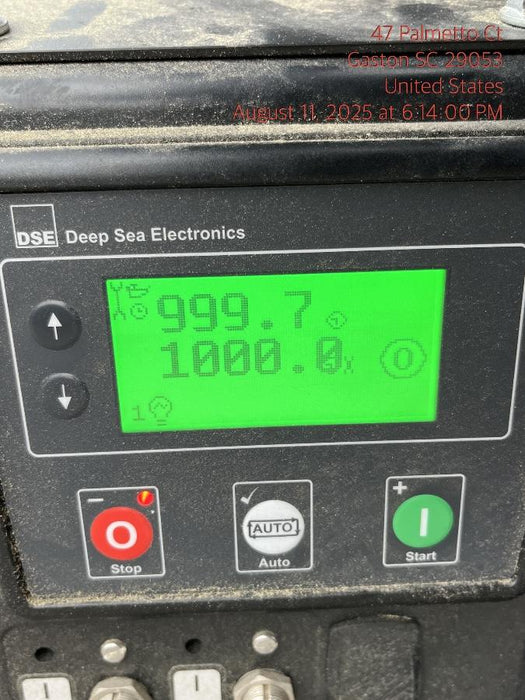 47 Palmetto Ct
Gaston SC 29053
United States
August 11, 2025 at 6:14:00 PM
DSE Deep Sea Electronics
999.7
1000.0
1
O
Stop
AUTO
Auto
I
Start
I I